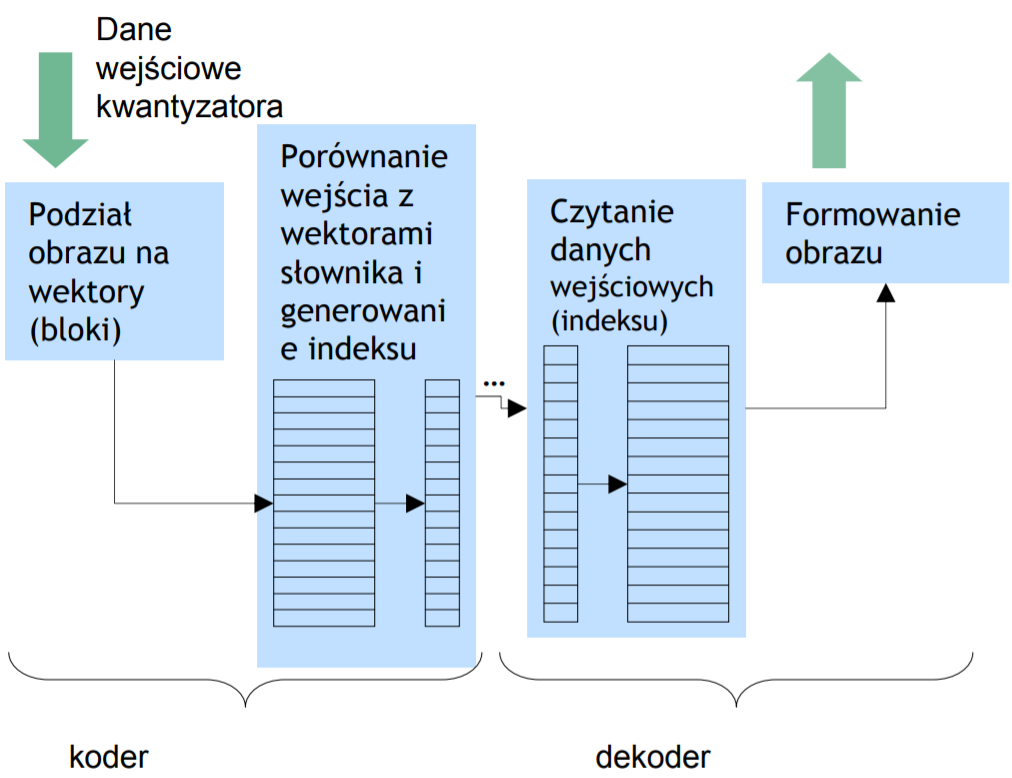 Dane
wejściowe
kwantyzatora
Podział
obrazu na
wektory
(bloki)
Porównanie
wejścia z
wektorami
słownika i
generowani
e indeksu
...
Czytanie
danych
wejściowych
(indeksu)
Formowanie
obrazu
koder
dekoder